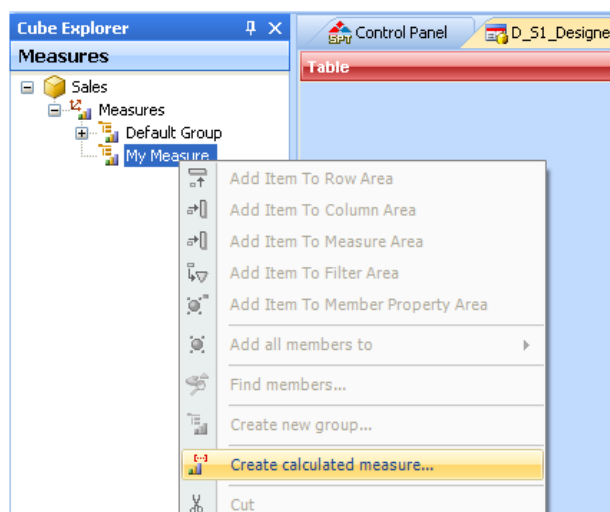 Cube Explorer
Control Panel
D_S1_Designe
Measures
Table
Sales
Measures
Default Group
My Measure
Add Item To Row Area
Add Item To Column Area
Add Item To Measure Area
Add Item To Filter Area
Add Item To Member Property Area
Add all members to
Find members...
Create new group...
Create calculated measure...
Cut